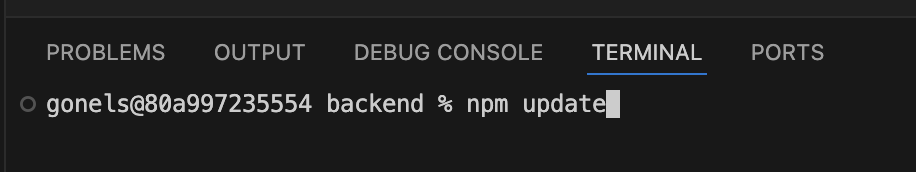 PROBLEMS OUTPUT DEBUG CONSOLE TERMINAL PORTS
gonels@80a997235554 backend % npm update